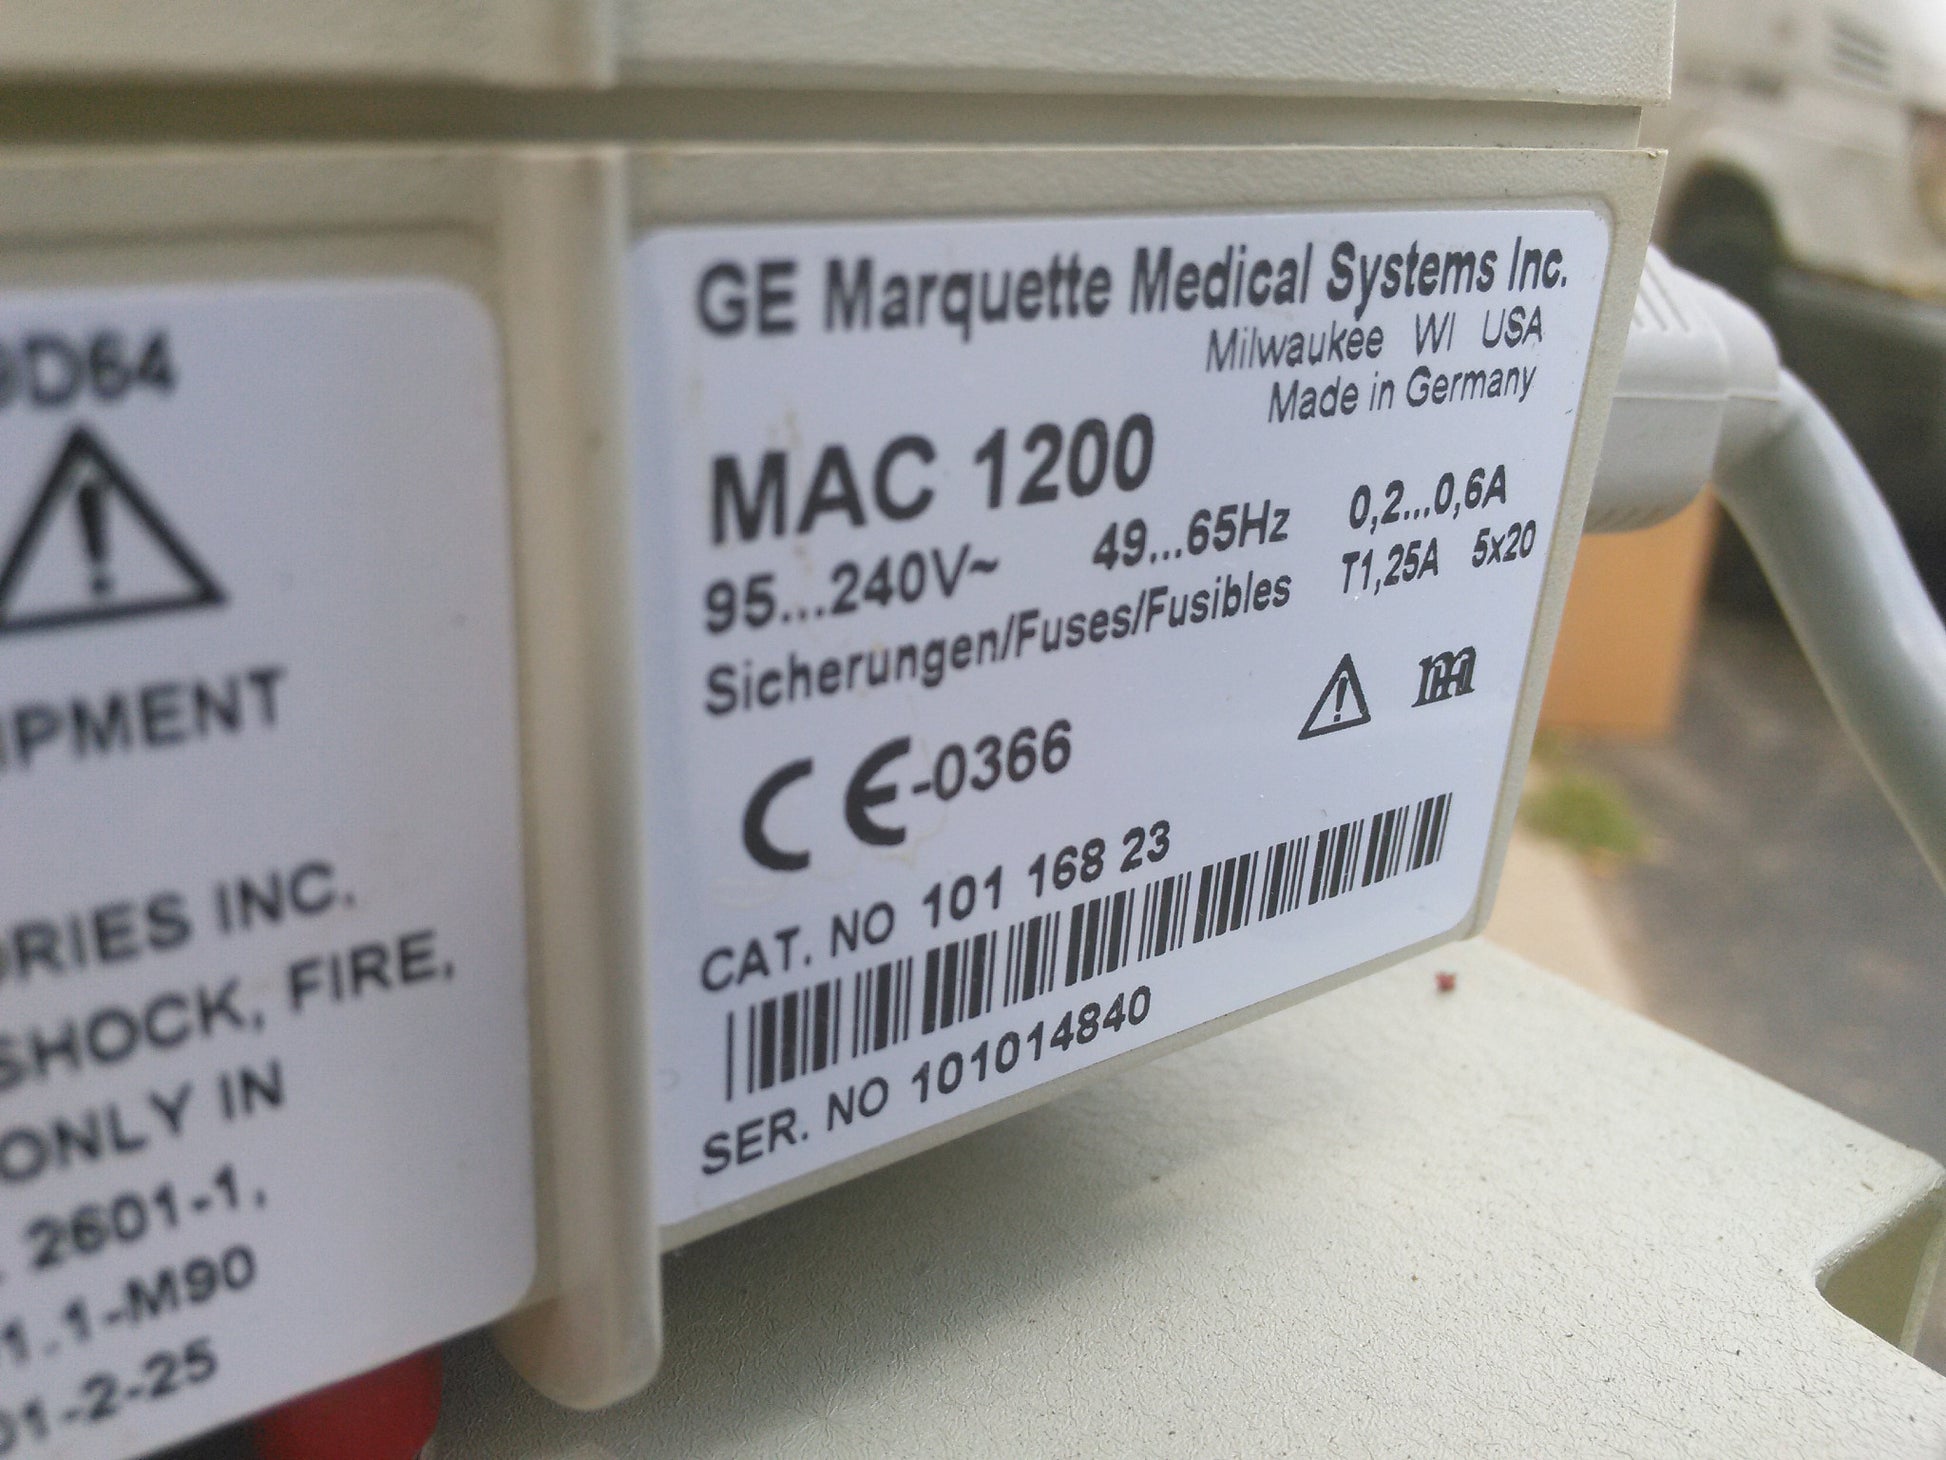 9D64
IPMENT
ORIES INC.
SHOCK, FIRE,
ONLY IN
2601-1,
1.1-M90
01-2-25
GE Marquette Medical Systems Inc.
Milwaukee WI USA
Made in Germany
MAC 1200
95...240V~ 49...65Hz 0,2...0,6A
Sicherungen/Fuses/Fusibles T1,25A 5x20
CE-0366
CAT. NO 101 168 23
SER. NO 101014840